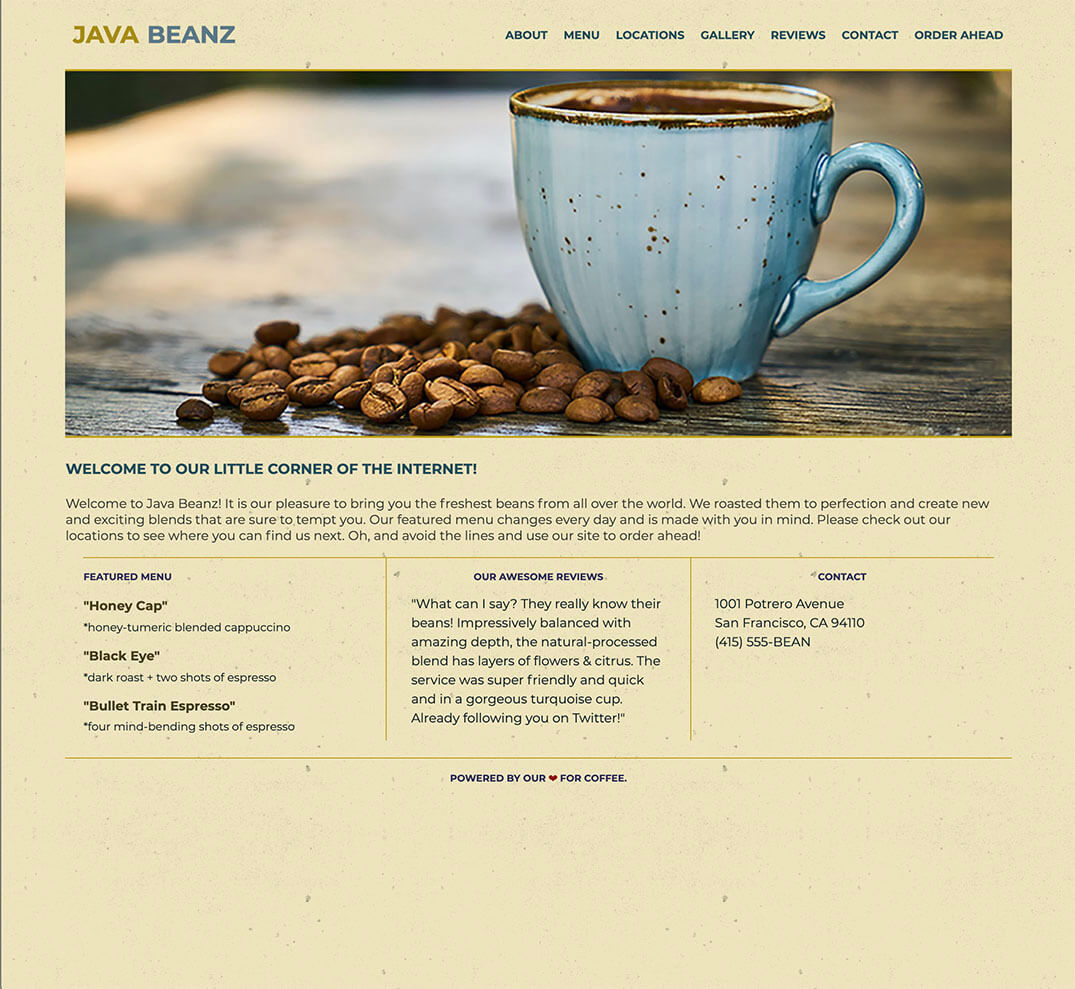 JAVA BEANZ
ABOUT MENU LOCATIONS GALLERY REVIEWS CONTACT ORDER AHEAD
WELCOME TO OUR LITTLE CORNER OF THE INTERNET!
Welcome to Java Beanz! It is our pleasure to bring you the freshest beans from all over the world. We roasted them to perfection and create new
and exciting blends that are sure to tempt you. Our featured menu changes every day and is made with you in mind. Please check out our
locations to see where you can find us next. Oh, and avoid the lines and use our site to order ahead!
FEATURED MENU
"Honey Cap"
*honey-tumeric blended cappuccino
"Black Eye"
*dark roast + two shots of espresso
"Bullet Train Espresso"
*four mind-bending shots of espresso
OUR AWESOME REVIEWS
"What can I say? They really know their
beans! Impressively balanced with
amazing depth, the natural-processed
blend has layers of flowers & citrus. The
service was super friendly and quick
and in a gorgeous turquoise cup.
Already following you on Twitter!"
CONTACT
1001 Potrero Avenue
San Francisco, CA 94110
(415) 555-BEAN
POWERED BY OUR ❤ FOR COFFEE.